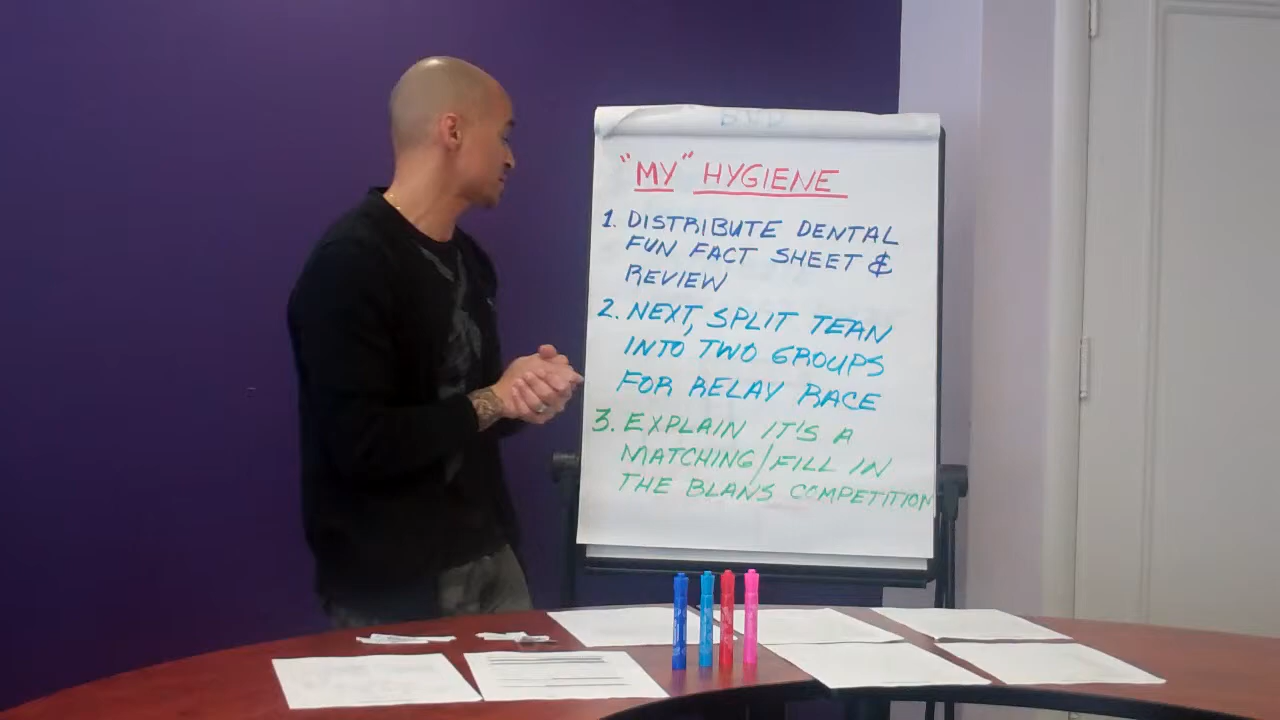 "MY" HYGIENE
1. DISTRIBUTE DENTAL
FUN FACT SHEET &
REVIEW
2. NEXT, SPLIT TEAN
INTO TWO GROUPS
FOR RELAY RACE
3. EXPLAIN IT'S A
MATCHING/FILL IN
THE BLANS COMPETITION